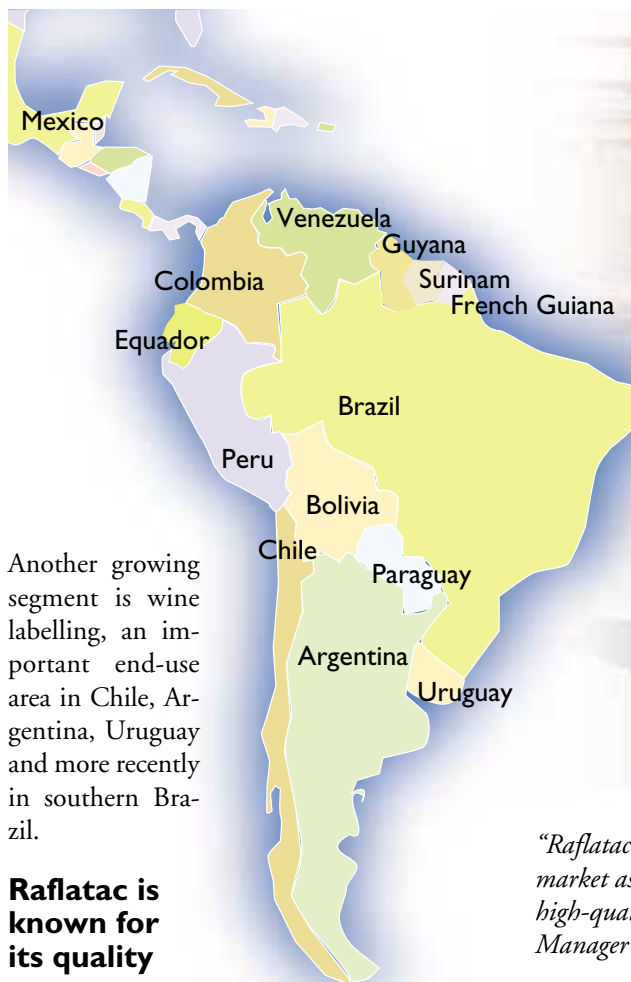 Mexico
Venezuela
Guyana
Colombia
Surinam
French Guiana
Equador
Brazil
Peru
Bolivia
Chile
Paraguay
Argentina
Uruguay
Another growing
segment is wine
labelling, an im-
portant end-use
area in Chile, Ar-
gentina, Uruguay
and more recently
in southern Bra-
zil.
Raflatac is
known for
its quality
“Raflatac
market as
high-qual
Manager